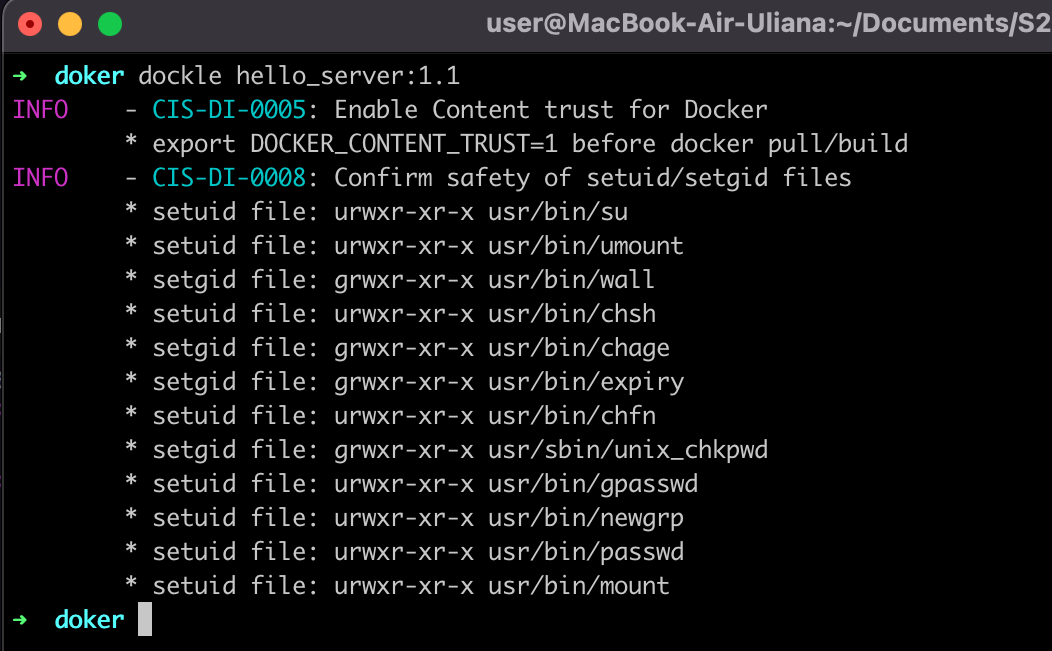 user@MacBook-Air-Uliana:~/Documents/S2
➜ doker dockle hello_server:1.1
INFO - CIS-DI-0005: Enable Content trust for Docker
* export DOCKER_CONTENT_TRUST=1 before docker pull/build
INFO - CIS-DI-0008: Confirm safety of setuid/setgid files
* setuid file: urwxr-xr-x usr/bin/su
* setuid file: urwxr-xr-x usr/bin/umount
* setgid file: grwxr-xr-x usr/bin/wall
* setuid file: urwxr-xr-x usr/bin/chsh
* setgid file: grwxr-xr-x usr/bin/chage
* setgid file: grwxr-xr-x usr/bin/expiry
* setuid file: urwxr-xr-x usr/bin/chfn
* setgid file: grwxr-xr-x usr/sbin/unix_chkpwd
* setuid file: urwxr-xr-x usr/bin/gpasswd
* setuid file: urwxr-xr-x usr/bin/newgrp
* setuid file: urwxr-xr-x usr/bin/passwd
* setuid file: urwxr-xr-x usr/bin/mount
➜ doker